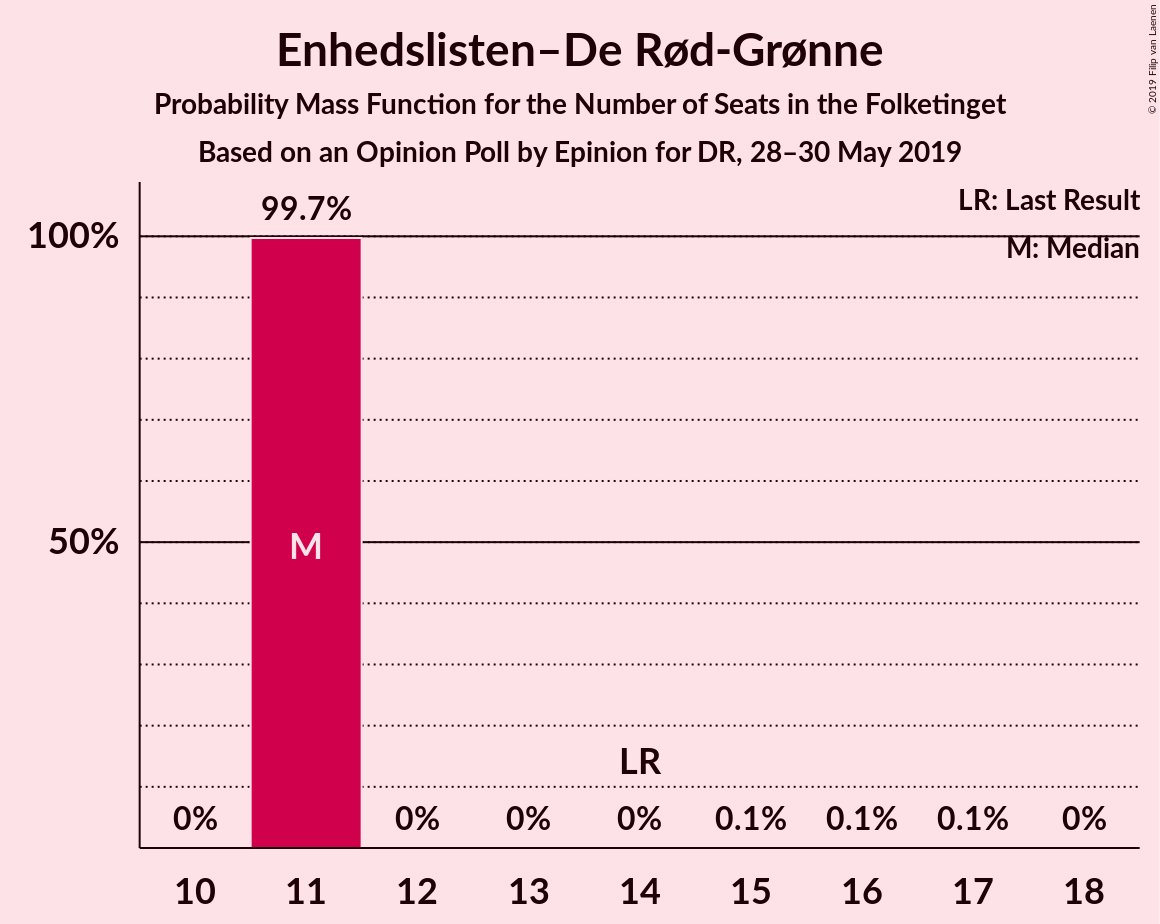 Enhedslisten–De Rød-Grønne
Probability Mass Function for the Number of Seats in the Folketinget
Based on an Opinion Poll by Epinion for DR, 28–30 May 2019
© 2019 Filip van Laenen
LR: Last Result
M: Median
99.7%
100%
50%
M
LR
0% 0% 0% 0% 0.1% 0.1% 0.1% 0%
10 11 12 13 14 15 16 17 18